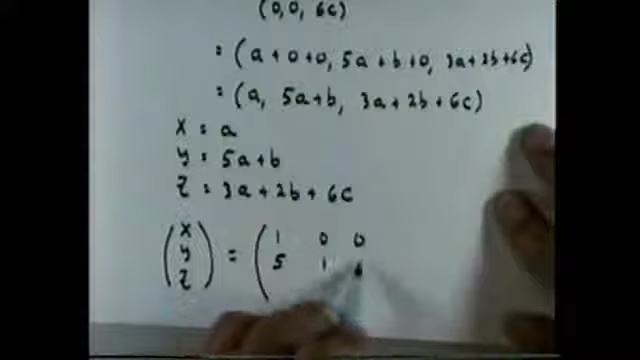 (0,0, 6c)
= (a+0+0, 5a+b+0, 3a+2b+6c)
= (a, 5a+b, 3a+2b+6c)
x = a
y = 5a+b
z = 3a+2b+6c
(x y z) = (1 0 0
5 1